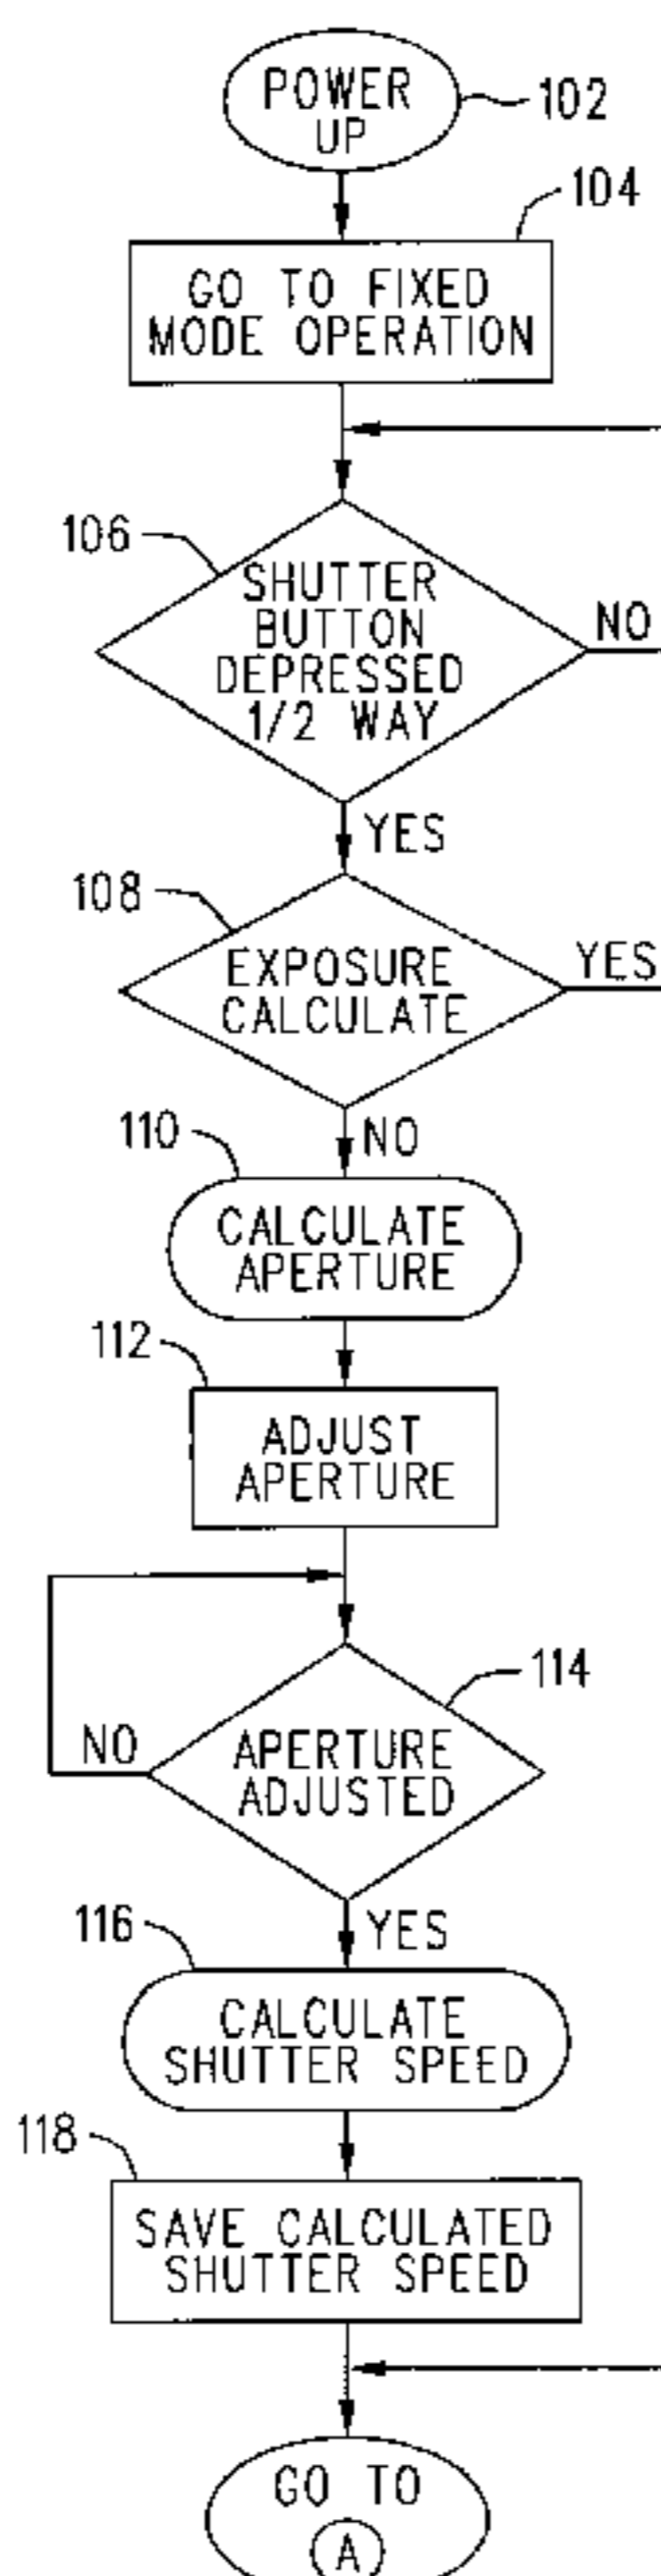 POWER
UP
102
104
GO TO FIXED
MODE OPERATION
106
SHUTTER
BUTTON
DEPRESSED
1/2 WAY
NO
YES
108
EXPOSURE
CALCULATE
YES
NO
110
CALCULATE
APERTURE
112
ADJUST
APERTURE
114
NO
APERTURE
ADJUSTED
YES
116
CALCULATE
SHUTTER SPEED
118
SAVE CALCULATED
SHUTTER SPEED
GO TO
A